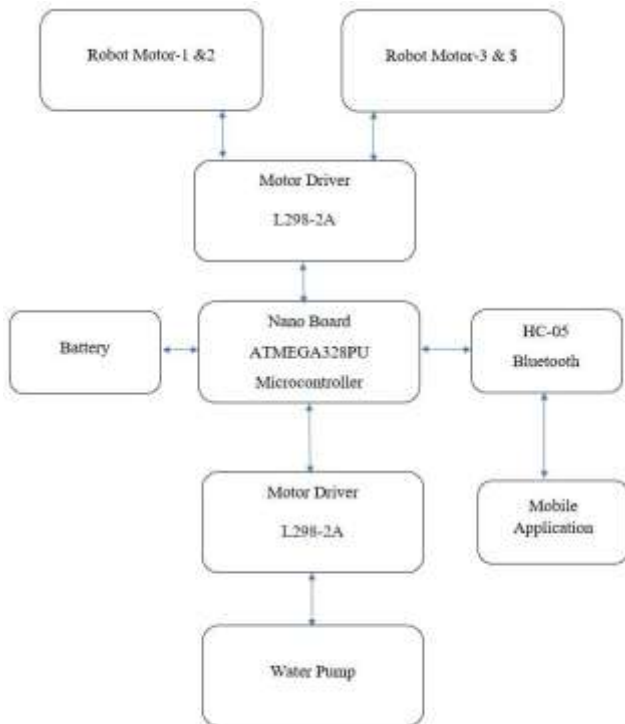 Robot Motor-1 &2
Robot Motor-3 & $
Motor Driver
L298-2A
Battery
Nano Board
ATMEGA328PU
Microcontroller
HC-05
Bluetooth
Motor Driver
L298-2A
Mobile
Application
Water Pump